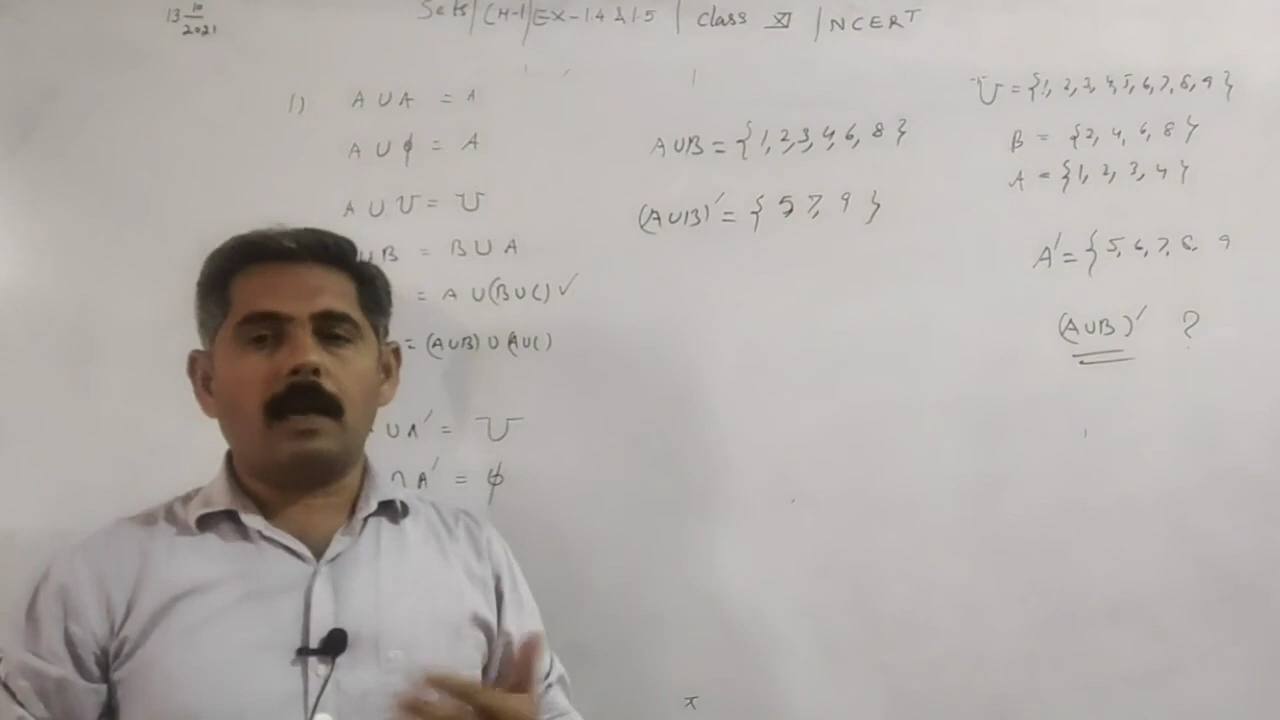 13 10/2021
Sets | CH-1 | EX-1.4 & 1.5 | Class XI | NCERT
1) A ∪ A = A
A ∪ ϕ = A
A ∪ U = U
∪ B = B ∪ A
= A ∪ (B ∪ C) ✓
= (A∪B) ∪ (A∪C)
∪ A′ = U
∩ A′ = ϕ
A∪B = {1, 2, 3, 4, 6, 8}
(A∪B)′ = { 5 7, 9 }
U = {1, 2, 3, 4, 5, 6, 7, 8, 9}
B = {2, 4, 6, 8}
A = {1, 2, 3, 4}
A′ = { 5, 6, 7, 8, 9
(A∪B)′ ?